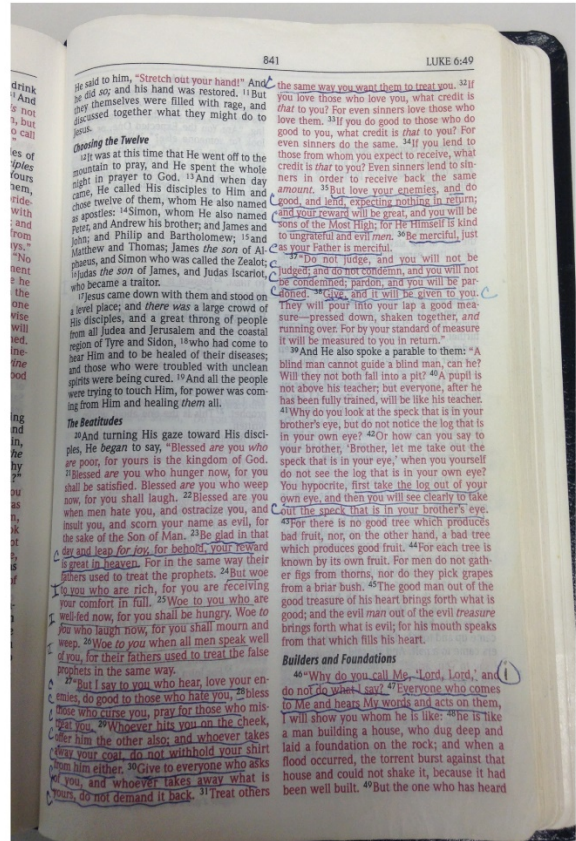 841
LUKE 6:49
drink
And
's not
n, but
o call
es of
ciples
Yours
hem,
oride-
with
: and
from
ys."
"No
ment
e he
the
one
wise
will
ned.
ine-
vine
ood
ing
and
in,
the
hy
?"
ou
as
He said to him, "Stretch out your hand!" And
he did so; and his hand was restored. 11But
they themselves were filled with rage, and
discussed together what they might do to
Jesus.
Choosing the Twelve
12It was at this time that He went off to the
mountain to pray, and He spent the whole
night in prayer to God. 13And when day
came, He called His disciples to Him and
chose twelve of them, whom He also named
as apostles: 14Simon, whom He also named
Peter, and Andrew his brother; and James and
John; and Philip and Bartholomew; 15and
Matthew and Thomas; James the son of Al-
phaeus, and Simon who was called the Zealot;
16Judas the son of James, and Judas Iscariot,
who became a traitor.
17Jesus came down with them and stood on
a level place; and there was a large crowd of
His disciples, and a great throng of people
from all Judea and Jerusalem and the coastal
region of Tyre and Sidon, 18who had come to
hear Him and to be healed of their diseases;
and those who were troubled with unclean
spirits were being cured. 19And all the people
were trying to touch Him, for power was com-
ing from Him and healing them all.
The Beatitudes
20And turning His gaze toward His disci-
ples, He began to say, "Blessed are you who
are poor, for yours is the kingdom of God.
21Blessed are you who hunger now, for you
shall be satisfied. Blessed are you who weep
now, for you shall laugh. 22Blessed are you
when men hate you, and ostracize you, and
insult you, and scorn your name as evil, for
the sake of the Son of Man. 23Be glad in that
day and leap for joy, for behold, your reward
is great in heaven. For in the same way their
fathers used to treat the prophets. 24But woe
to you who are rich, for you are receiving
your comfort in full. 25Woe to you who are
well-fed now, for you shall be hungry. Woe to
you who laugh now, for you shall mourn and
weep. 26Woe to you when all men speak well
of you, for their fathers used to treat the false
prophets in the same way.
27"But I say to you who hear, love your en-
emies, do good to those who hate you, 28bless
those who curse you, pray for those who mis-
treat you. 29Whoever hits you on the cheek,
offer him the other also; and whoever takes
away your coat, do not withhold your shirt
from him either. 30Give to everyone who asks
of you, and whoever takes away what is
yours, do not demand it back. 31Treat others
the same way you want them to treat you. 32If
you love those who love you, what credit is
that to you? For even sinners love those who
love them. 33If you do good to those who do
good to you, what credit is that to you? For
even sinners do the same. 34If you lend to
those from whom you expect to receive, what
credit is that to you? Even sinners lend to sin-
ners in order to receive back the same
amount. 35But love your enemies, and do
good, and lend, expecting nothing in return;
and your reward will be great, and you will be
sons of the Most High; for He Himself is kind
to ungrateful and evil men. 36Be merciful, just
as your Father is merciful.
37"Do not judge, and you will not be
judged; and do not condemn, and you will not
be condemned; pardon, and you will be par-
doned. 38Give, and it will be given to you.
They will pour into your lap a good mea-
sure—pressed down, shaken together, and
running over. For by your standard of measure
it will be measured to you in return."
39And He also spoke a parable to them: "A
blind man cannot guide a blind man, can he?
Will they not both fall into a pit? 40A pupil is
not above his teacher; but everyone, after he
has been fully trained, will be like his teacher.
41Why do you look at the speck that is in your
brother's eye, but do not notice the log that is
in your own eye? 42Or how can you say to
your brother, 'Brother, let me take out the
speck that is in your eye,' when you yourself
do not see the log that is in your own eye?
You hypocrite, first take the log out of your
own eye, and then you will see clearly to take
out the speck that is in your brother's eye.
43For there is no good tree which produces
bad fruit, nor, on the other hand, a bad tree
which produces good fruit. 44For each tree is
known by its own fruit. For men do not gath-
er figs from thorns, nor do they pick grapes
from a briar bush. 45The good man out of the
good treasure of his heart brings forth what is
good; and the evil man out of the evil treasure
brings forth what is evil; for his mouth speaks
from that which fills his heart.
Builders and Foundations
46"Why do you call Me, 'Lord, Lord,' and
do not do what I say? 47Everyone who comes
to Me and hears My words and acts on them,
I will show you whom he is like: 48he is like
a man building a house, who dug deep and
laid a foundation on the rock; and when a
flood occurred, the torrent burst against that
house and could not shake it, because it had
been well built. 49But the one who has heard